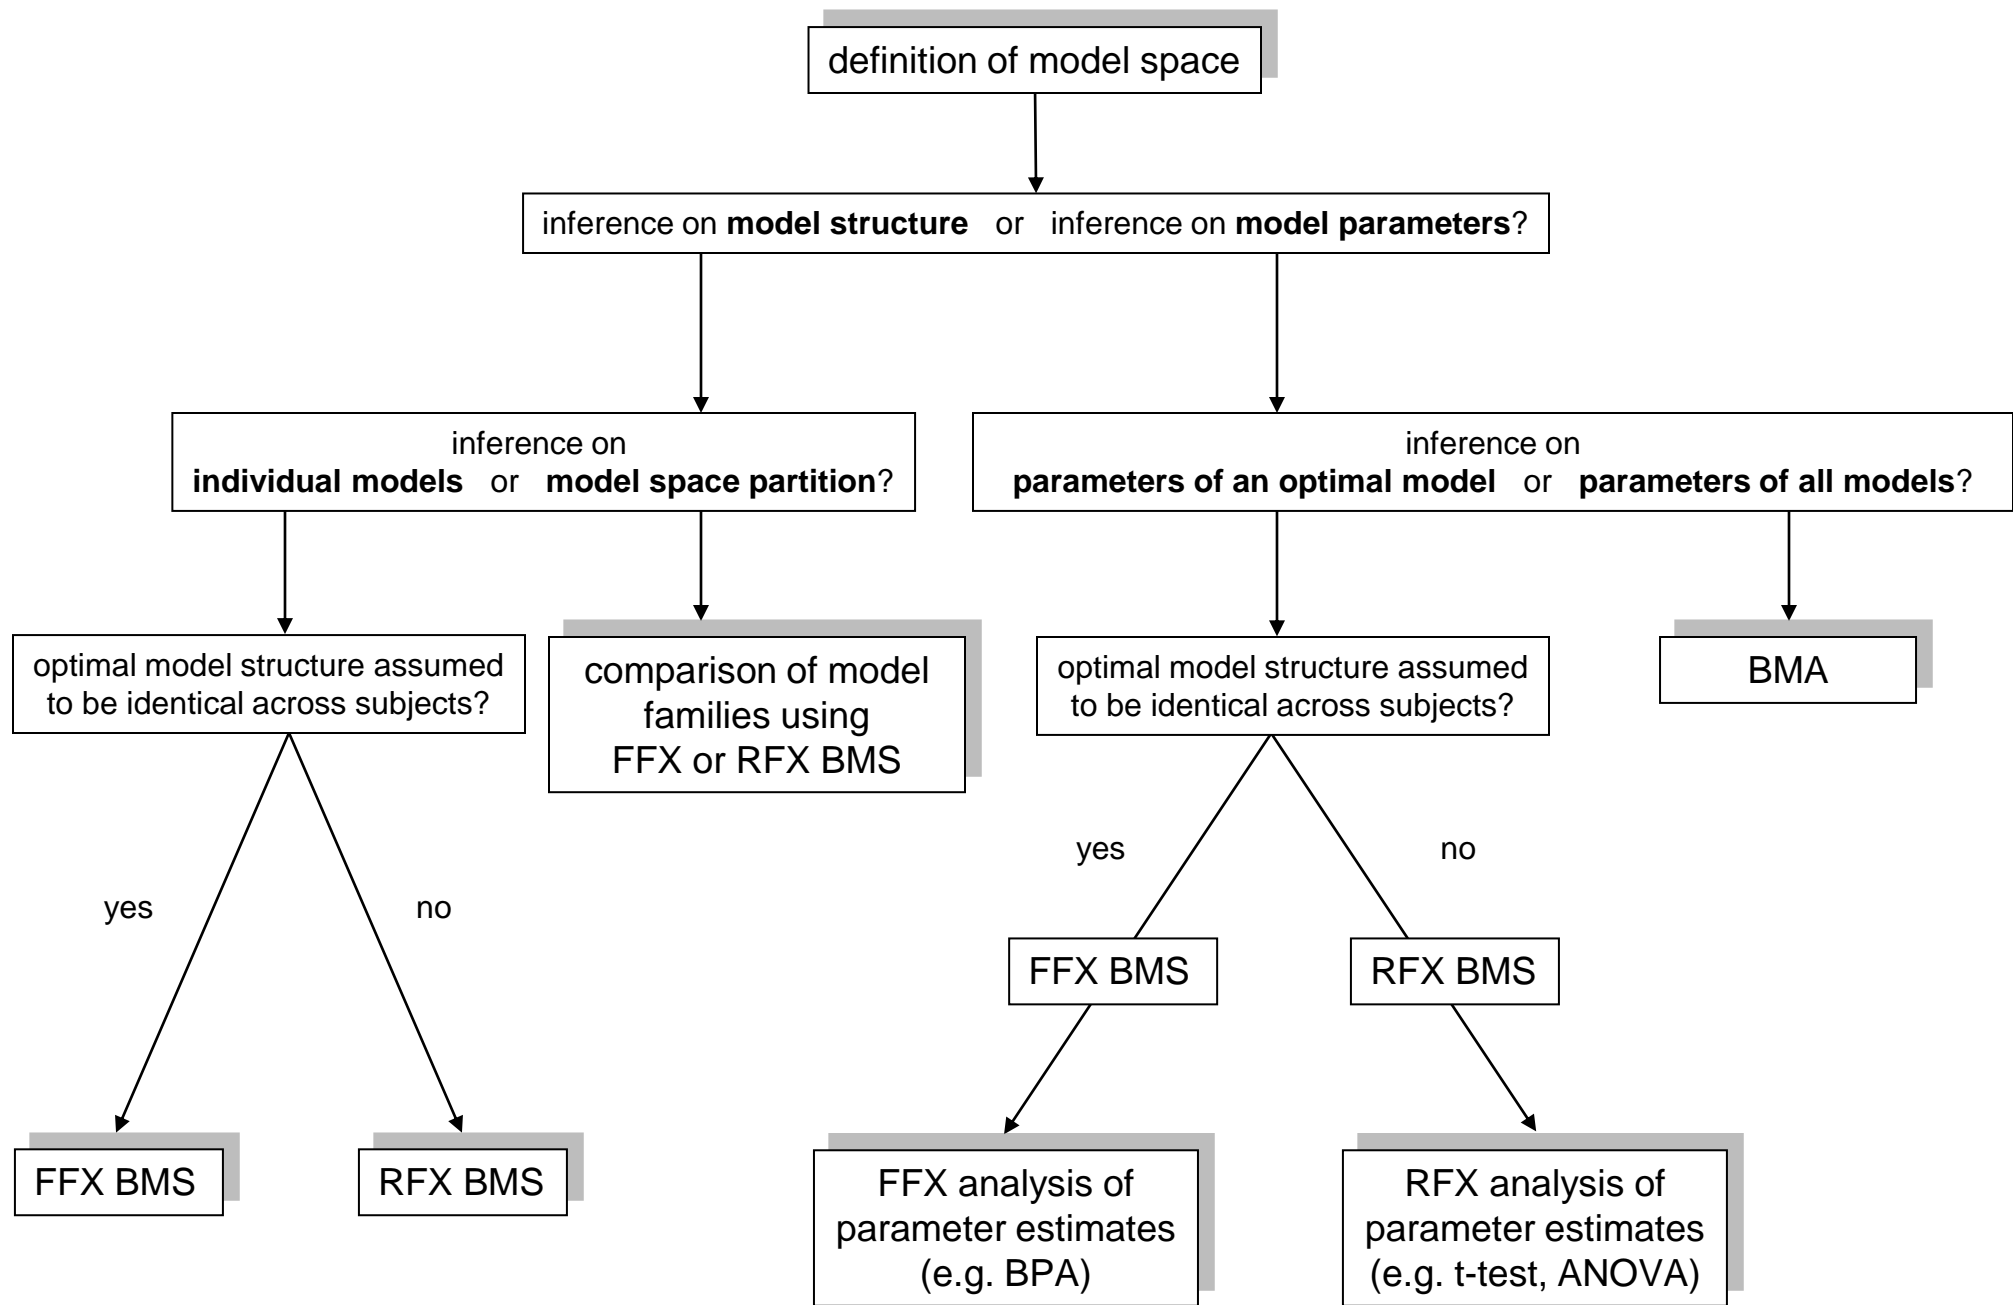 definition of model space
inference on model structure or inference on model parameters?
inference on
individual models or model space partition?
inference on
parameters of an optimal model or parameters of all models?
optimal model structure assumed
to be identical across subjects?
comparison of model
families using
FFX or RFX BMS
optimal model structure assumed
to be identical across subjects?
BMA
yes
no
yes
no
FFX BMS
RFX BMS
FFX BMS
RFX BMS
FFX analysis of
parameter estimates
(e.g. BPA)
RFX analysis of
parameter estimates
(e.g. t-test, ANOVA)